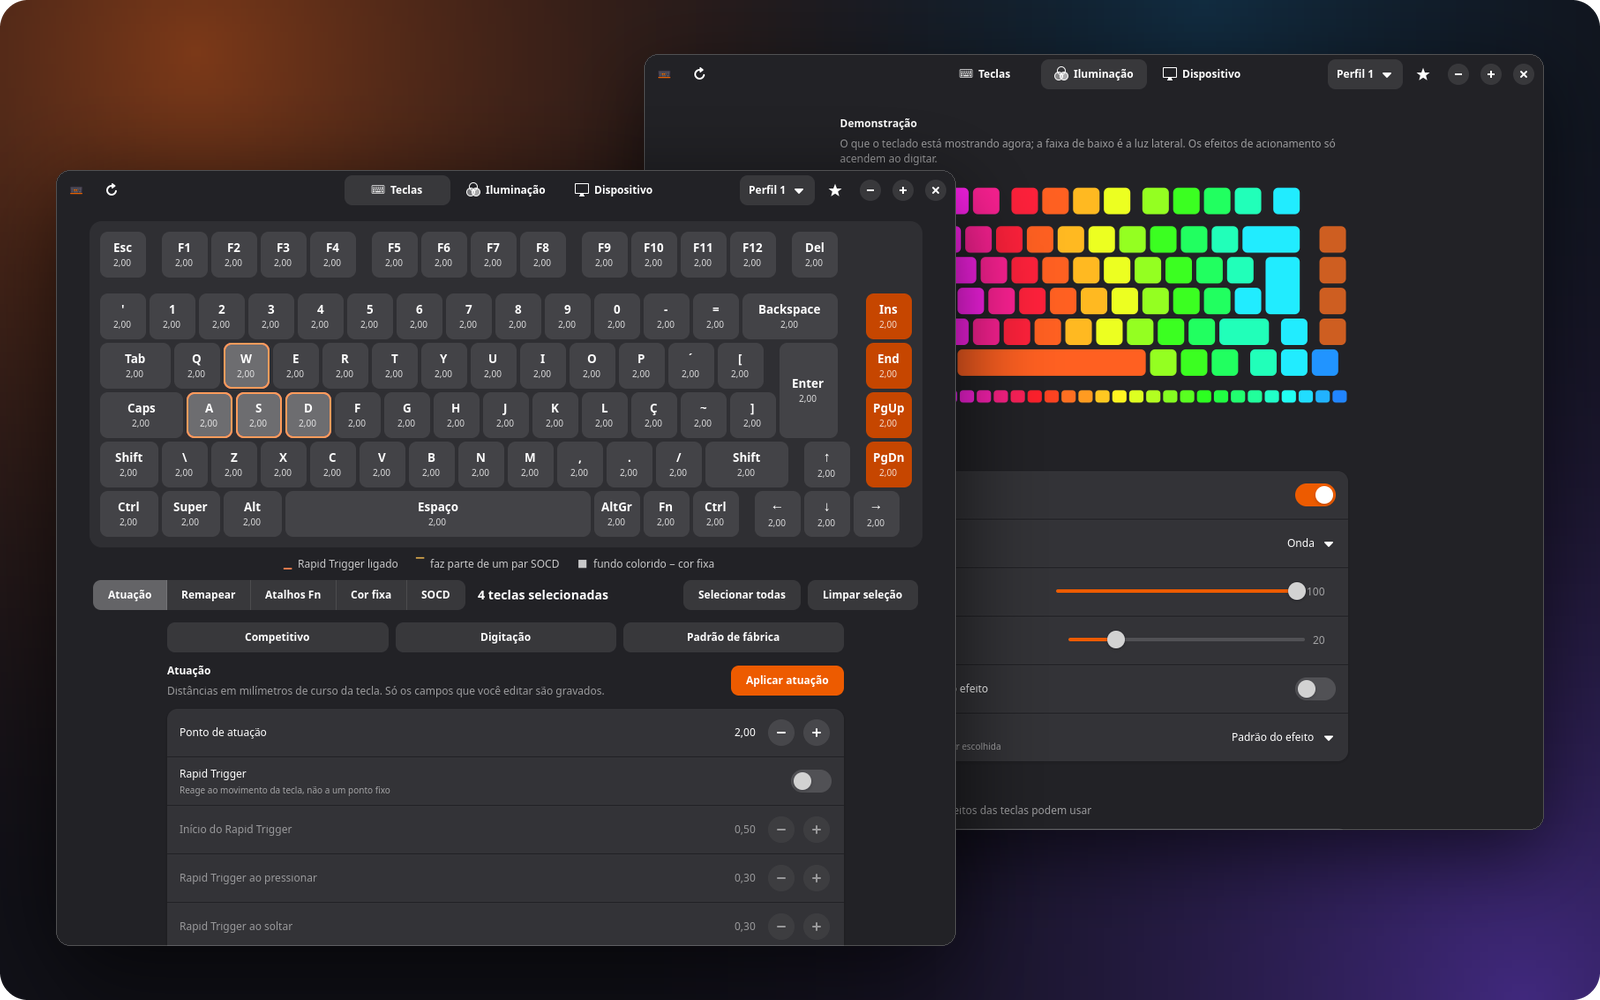 Teclas Iluminação Dispositivo Perfil 1
Demonstração
O que o teclado está mostrando agora; a faixa de baixo é a luz lateral. Os efeitos de acionamento só
acendem ao digitar.
Onda
100
20
efeito
Padrão do efeito
escolhida
eitos das teclas podem usar
Teclas Iluminação Dispositivo Perfil 1
Esc F1 F2 F3 F4 F5 F6 F7 F8 F9 F10 F11 F12 Del
2,00 2,00 2,00 2,00 2,00 2,00 2,00 2,00 2,00 2,00 2,00 2,00 2,00 2,00
' 1 2 3 4 5 6 7 8 9 0 - = Backspace Ins
2,00 2,00 2,00 2,00 2,00 2,00 2,00 2,00 2,00 2,00 2,00 2,00 2,00 2,00 2,00
Tab Q W E R T Y U I O P ´ [ End
2,00 2,00 2,00 2,00 2,00 2,00 2,00 2,00 2,00 2,00 2,00 2,00 2,00 2,00
Enter
2,00
Caps A S D F G H J K L Ç ~ ] PgUp
2,00 2,00 2,00 2,00 2,00 2,00 2,00 2,00 2,00 2,00 2,00 2,00 2,00 2,00
Shift \ Z X C V B N M , . / Shift ↑ PgDn
2,00 2,00 2,00 2,00 2,00 2,00 2,00 2,00 2,00 2,00 2,00 2,00 2,00 2,00 2,00
Ctrl Super Alt Espaço AltGr Fn Ctrl ← ↓ →
2,00 2,00 2,00 2,00 2,00 2,00 2,00 2,00 2,00 2,00
Rapid Trigger ligado faz parte de um par SOCD fundo colorido – cor fixa
Atuação Remapear Atalhos Fn Cor fixa SOCD 4 teclas selecionadas Selecionar todas Limpar seleção
Competitivo Digitação Padrão de fábrica
Atuação
Distâncias em milímetros de curso da tecla. Só os campos que você editar são gravados.
Aplicar atuação
Ponto de atuação 2,00
Rapid Trigger
Reage ao movimento da tecla, não a um ponto fixo
Início do Rapid Trigger 0,50
Rapid Trigger ao pressionar 0,30
Rapid Trigger ao soltar 0,30